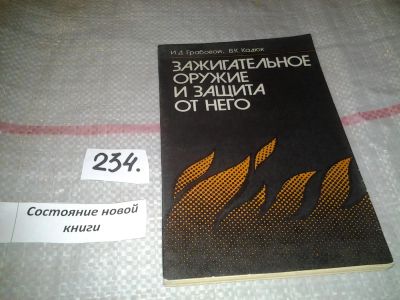 И.Д. Грабовой, В.К. Кадюк
ЗАЖИГАТЕЛЬНОЕ
ОРУЖИЕ
И ЗАЩИТА
ОТ НЕГО
234.
Состояние новой
книги